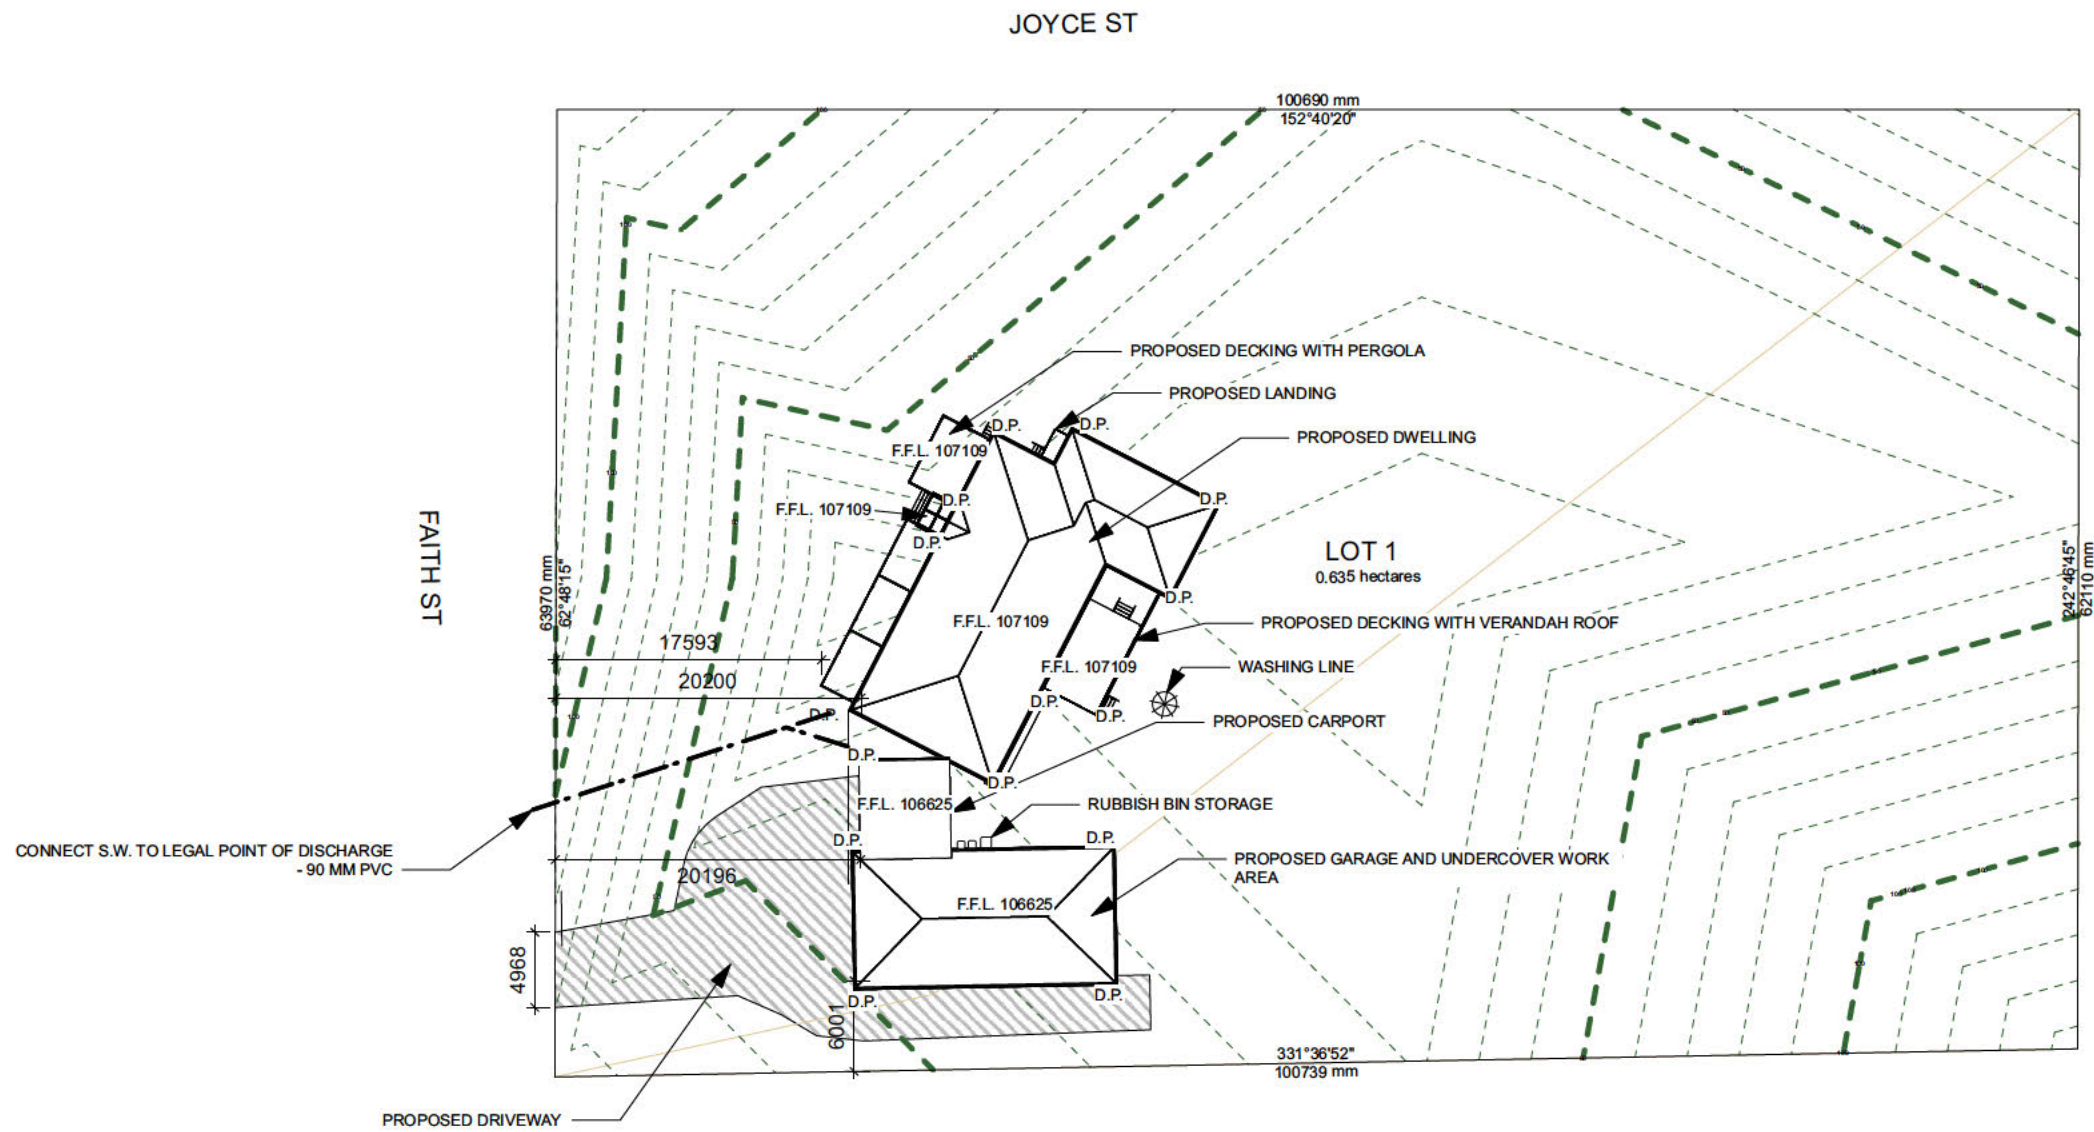 JOYCE ST
100690 mm
152°40'20"
PROPOSED DECKING WITH PERGOLA
PROPOSED LANDING
D.P.
D.P.
PROPOSED DWELLING
F.F.L. 107109
D.P.
D.P.
F.F.L. 107109
FAITH ST
D.P.
LOT 1
0.635 hectares
63970 mm
62°48'15"
242°46'45"
62110 mm
D.P.
F.F.L. 107109
PROPOSED DECKING WITH VERANDAH ROOF
17593
F.F.L. 107109
WASHING LINE
20200
D.P.
D.P.
D.P.
PROPOSED CARPORT
D.P.
D.P.
F.F.L. 106625
RUBBISH BIN STORAGE
D.P.
D.P.
CONNECT S.W. TO LEGAL POINT OF DISCHARGE
- 90 MM PVC
PROPOSED GARAGE AND UNDERCOVER WORK
AREA
20196
F.F.L. 106625
4968
D.P.
D.P.
6001
331°36'52"
100739 mm
PROPOSED DRIVEWAY